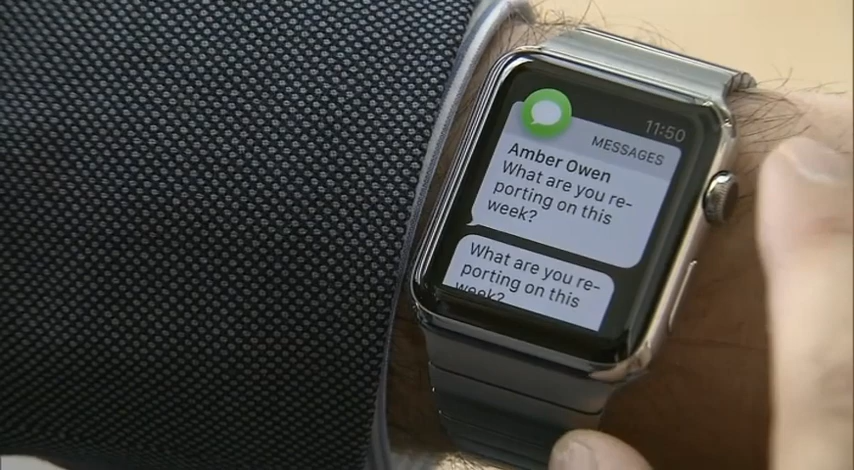 11:50
MESSAGES
Amber Owen
What are you re-
porting on this
week?
What are you re-
porting on this
week?